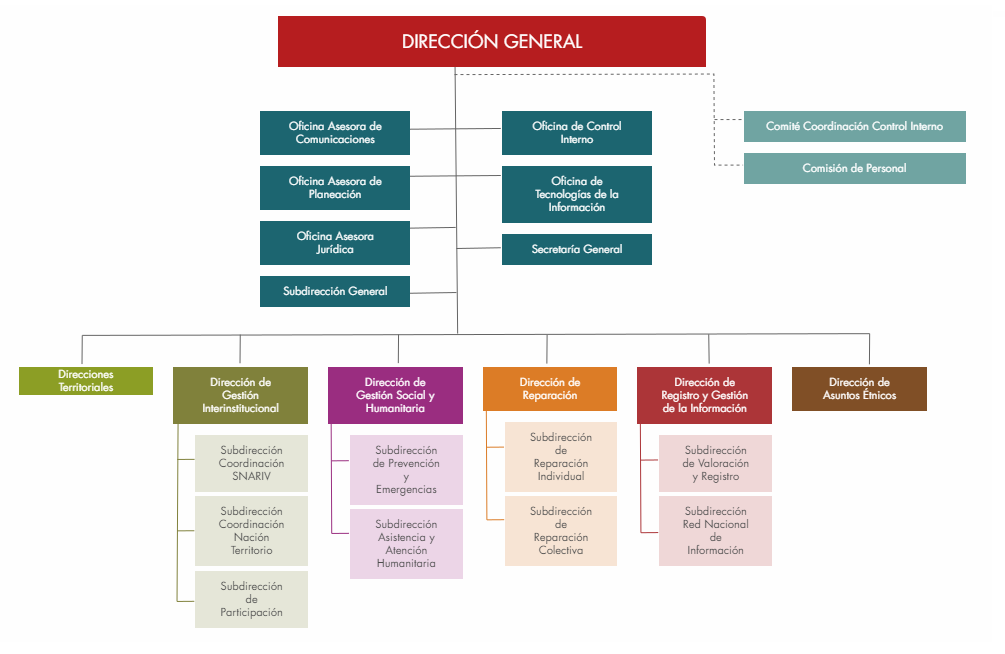 DIRECCIÓN GENERAL
Oficina Asesora de
Comunicaciones
Oficina de Control
Interno
Comité Coordinación Control Interno
Comisión de Personal
Oficina Asesora de
Planeación
Oficina de
Tecnologías de la
Información
Oficina Asesora
Jurídica
Secretaría General
Subdirección General
Direcciones
Territoriales
Dirección de
Gestión
Interinstitucional
Subdirección
Coordinación
SNARIV
Subdirección
Coordinación
Nación
Territorio
Subdirección
de
Participación
Dirección de
Gestión Social y
Humanitaria
Subdirección
de Prevención
y
Emergencias
Subdirección
Asistencia y
Atención
Humanitaria
Dirección de
Reparación
Subdirección
de
Reparación
Individual
Subdirección
de
Reparación
Colectiva
Dirección de
Registro y Gestión
de la Información
Subdirección
de Valoración
y Registro
Subdirección
Red Nacional
de
Información
Dirección de
Asuntos Étnicos